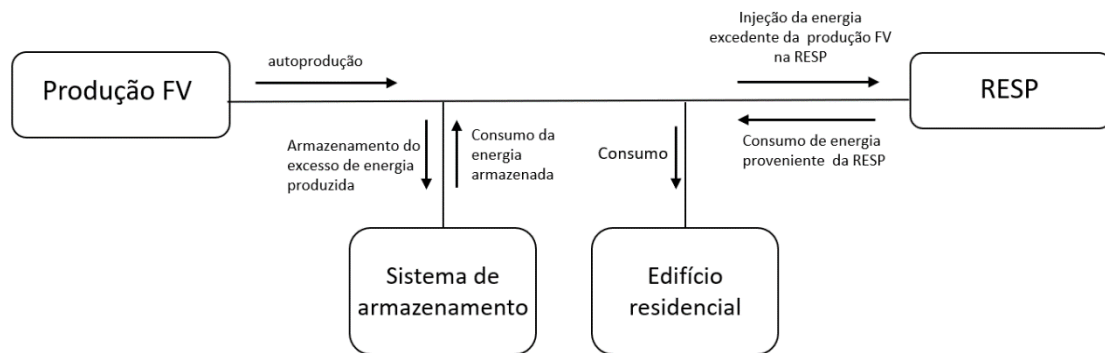 Produção FV
autoprodução
Injeção da energia
excedente da produção FV
na RESP
RESP
Armazenamento do
excesso de energia
produzida
Consumo da
energia
armazenada
Consumo
Consumo de energia
proveniente da RESP
Sistema de
armazenamento
Edifício
residencial